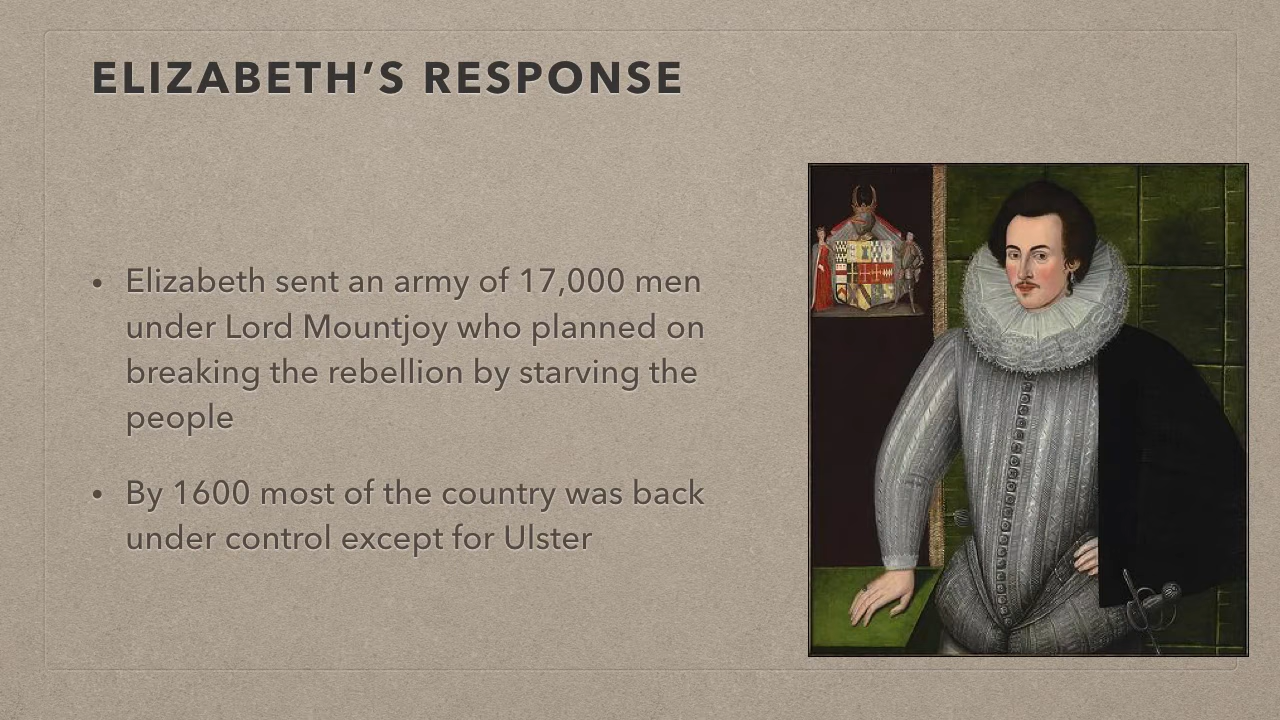 ELIZABETH’S RESPONSE
• Elizabeth sent an army of 17,000 men
under Lord Mountjoy who planned on
breaking the rebellion by starving the
people
• By 1600 most of the country was back
under control except for Ulster